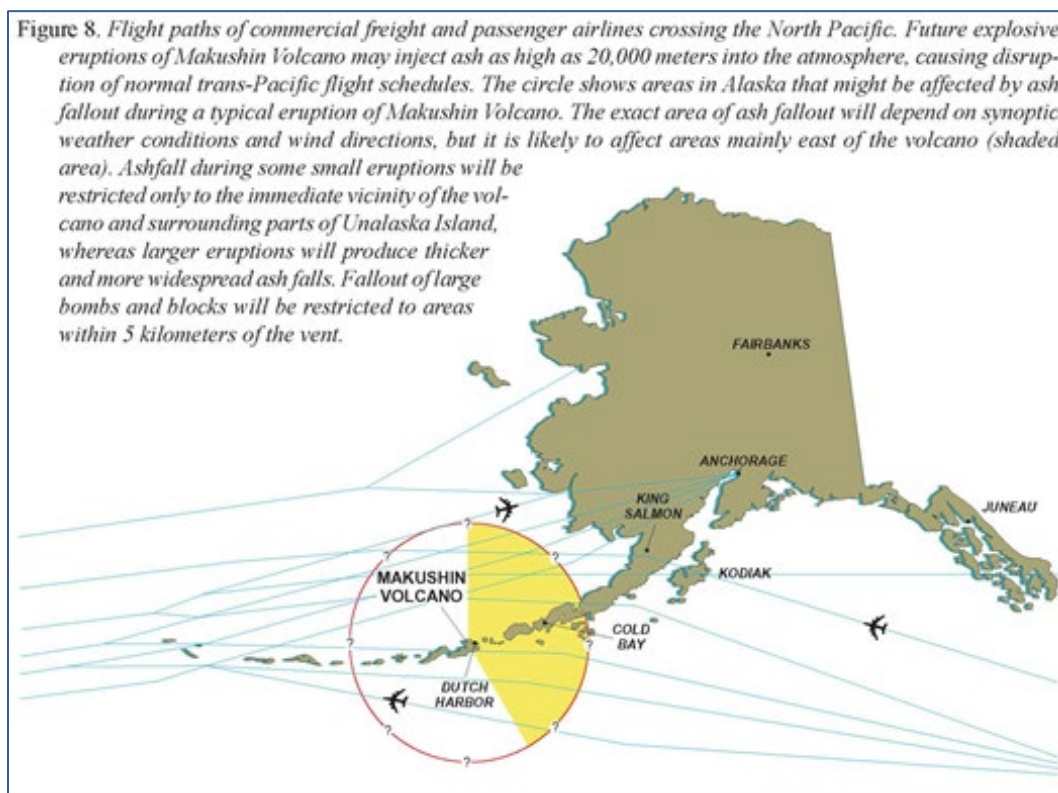 Figure 8. Flight paths of commercial freight and passenger airlines crossing the North Pacific. Future explosive
eruptions of Makushin Volcano may inject ash as high as 20,000 meters into the atmosphere, causing disrup-
tion of normal trans-Pacific flight schedules. The circle shows areas in Alaska that might be affected by ash
fallout during a typical eruption of Makushin Volcano. The exact area of ash fallout will depend on synoptic
weather conditions and wind directions, but it is likely to affect areas mainly east of the volcano (shaded
area). Ashfall during some small eruptions will be
restricted only to the immediate vicinity of the vol-
cano and surrounding parts of Unalaska Island,
whereas larger eruptions will produce thicker
and more widespread ash falls. Fallout of large
bombs and blocks will be restricted to areas
within 5 kilometers of the vent.
FAIRBANKS
ANCHORAGE
KING
SALMON
JUNEAU
KODIAK
MAKUSHIN
VOLCANO
COLD
BAY
DUTCH
HARBOR
?
?
?
?
?
?
?
?